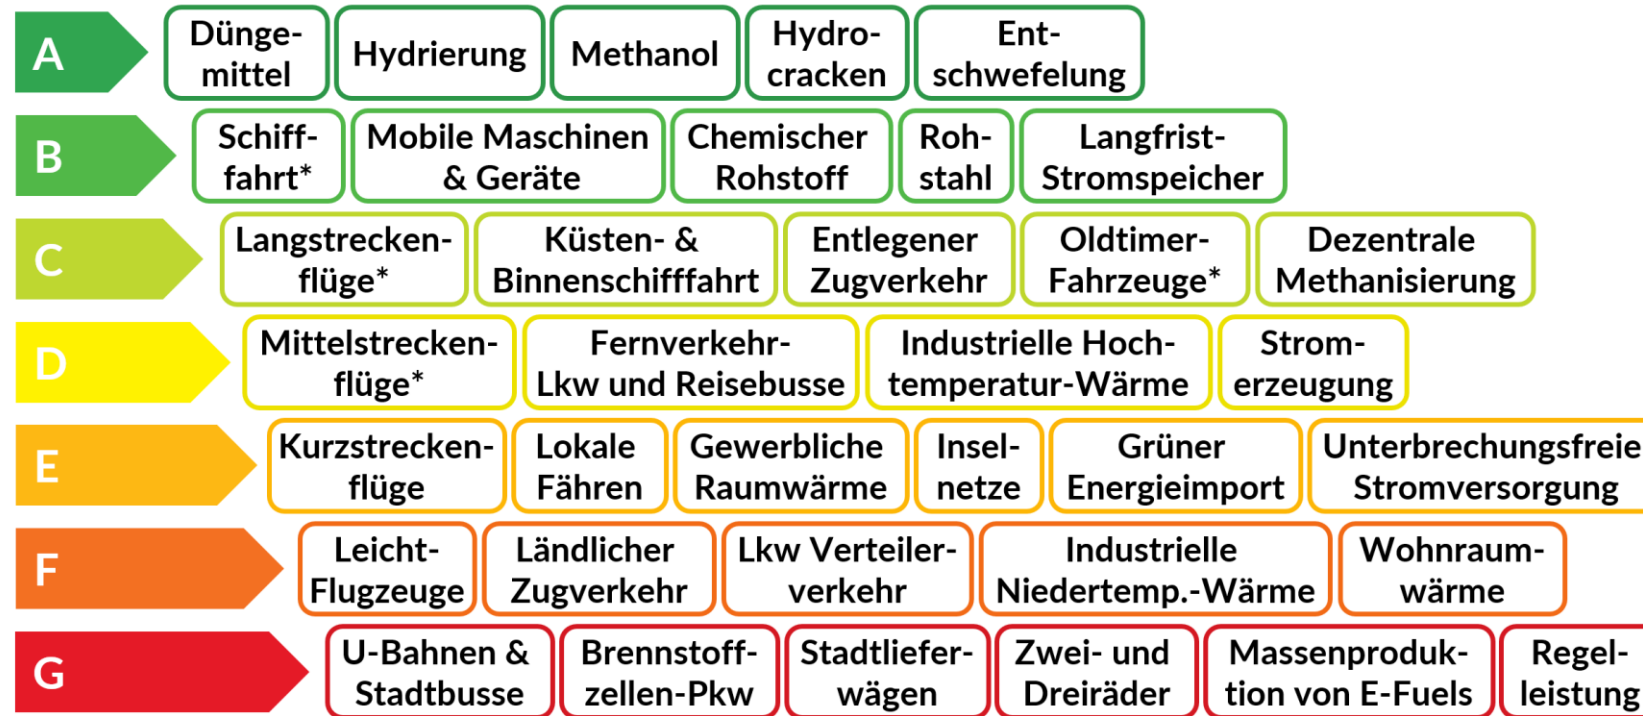 A
Dünge-
mittel
Hydrierung
Methanol
Hydro-
cracken
Ent-
schwefelung
B
Schiff-
fahrt*
Mobile Maschinen
& Geräte
Chemischer
Rohstoff
Roh-
stahl
Langfrist-
Stromspeicher
C
Langstrecken-
flüge*
Küsten- &
Binnenschifffahrt
Entlegener
Zugverkehr
Oldtimer-
Fahrzeuge*
Dezentrale
Methanisierung
D
Mittelstrecken-
flüge*
Fernverkehr-
Lkw und Reisebusse
Industrielle Hoch-
temperatur-Wärme
Strom-
erzeugung
E
Kurzstrecken-
flüge
Lokale
Fähren
Gewerbliche
Raumwärme
Insel-
netze
Grüner
Energieimport
Unterbrechungsfreie
Stromversorgung
F
Leicht-
Flugzeuge
Ländlicher
Zugverkehr
Lkw Verteiler-
verkehr
Industrielle
Niedertemp.-Wärme
Wohnraum-
wärme
G
U-Bahnen &
Stadtbusse
Brennstoff-
zellen-Pkw
Stadtliefer-
wägen
Zwei- und
Dreiräder
Massenproduk-
tion von E-Fuels
Regel-
leistung